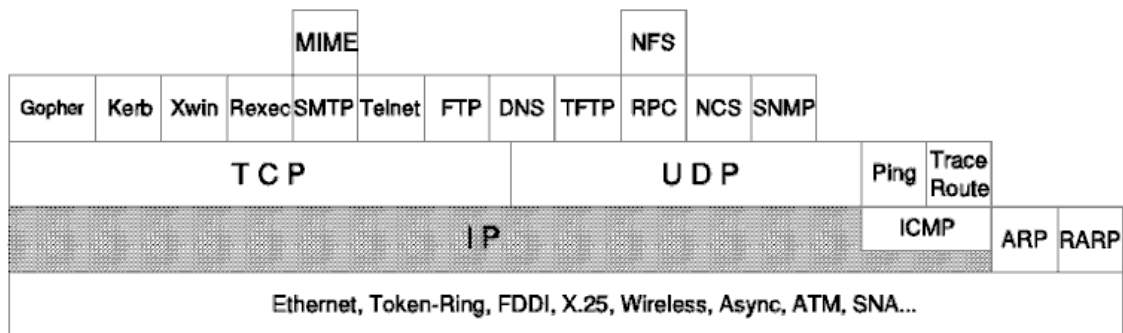 MIME NFS
Gopher Kerb Xwin Rexec SMTP Telnet FTP DNS TFTP RPC NCS SNMP
TCP UDP Ping Trace
Route
IP ICMP ARP RARP
Ethernet, Token-Ring, FDDI, X.25, Wireless, Async, ATM, SNA...